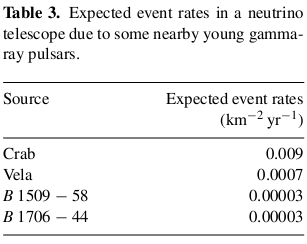 Table 3. Expected event rates in a neutrino
telescope due to some nearby young gamma-
ray pulsars.
Source Expected event rates
(km−2 yr−1)
Crab 0.009
Vela 0.0007
B 1509 − 58 0.00003
B 1706 − 44 0.00003